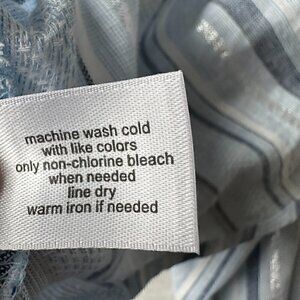 machine wash cold
with like colors
only non-chlorine bleach
when needed
line dry
warm iron if needed